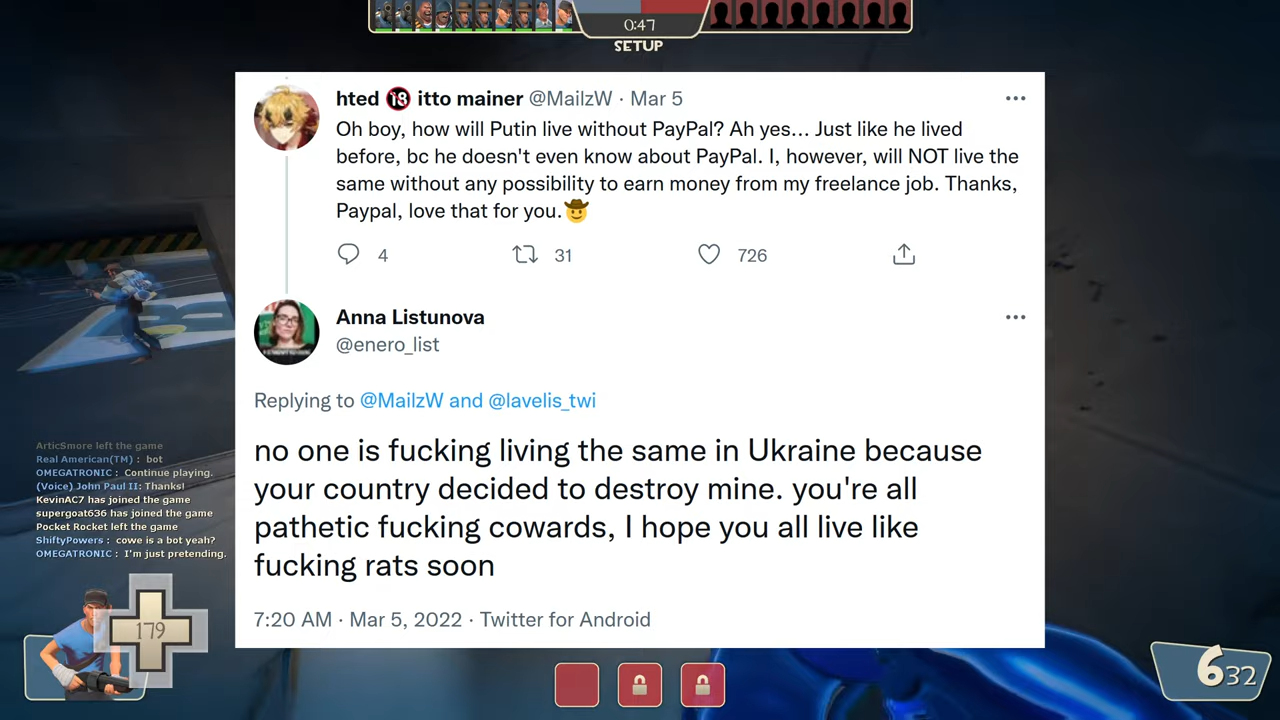 0:47
SETUP
hted 🔞 itto mainer @MailzW · Mar 5
Oh boy, how will Putin live without PayPal? Ah yes... Just like he lived
before, bc he doesn't even know about PayPal. I, however, will NOT live the
same without any possibility to earn money from my freelance job. Thanks,
Paypal, love that for you.🤠
4 31 726
Anna Listunova
@enero_list
Replying to @MailzW and @lavelis_twi
no one is fucking living the same in Ukraine because
your country decided to destroy mine. you're all
pathetic fucking cowards, I hope you all live like
fucking rats soon
7:20 AM · Mar 5, 2022 · Twitter for Android
ArticSmore left the game
Real American(TM) : bot
OMEGATRONIC : Continue playing.
(Voice) John Paul II: Thanks!
KevinAC7 has joined the game
supergoat636 has joined the game
Pocket Rocket left the game
ShiftyPowers : cowe is a bot yeah?
OMEGATRONIC : I'm just pretending.
179
6 32